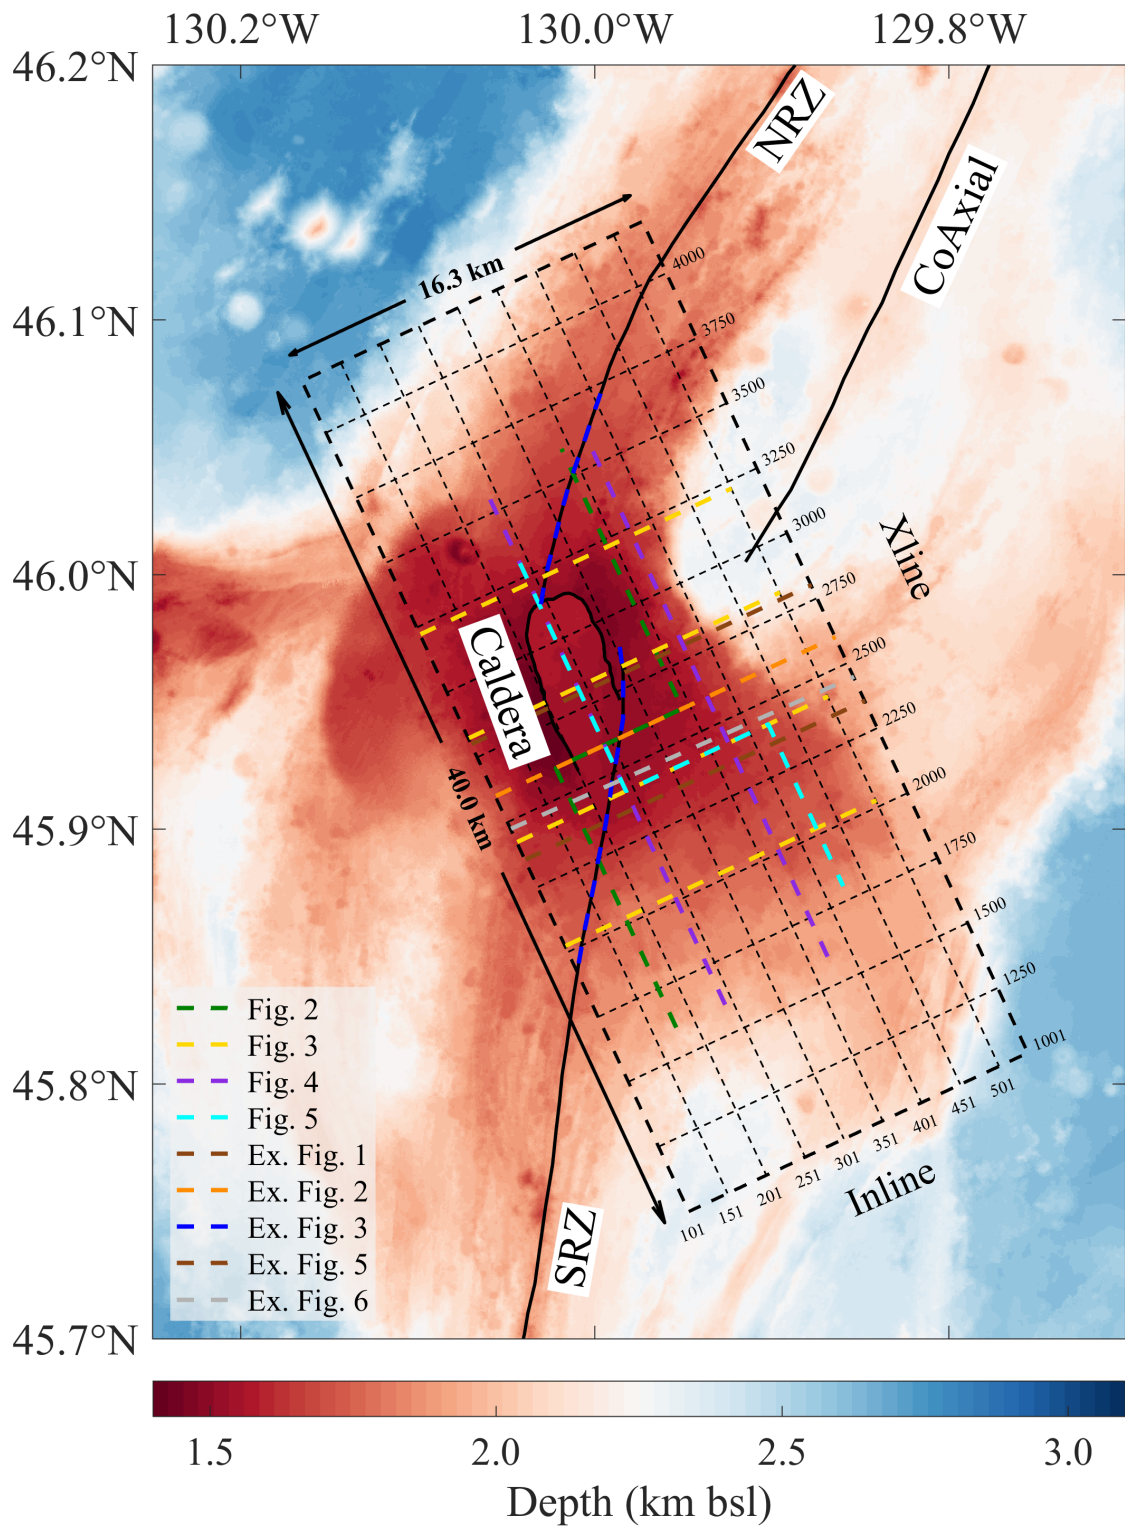 130.2°W 130.0°W 129.8°W
46.2°N
46.1°N
46.0°N
45.9°N
45.8°N
45.7°N
NRZ
CoAxial
16.3 km
40.0 km
Caldera
SRZ
Xline
Inline
4000
3750
3500
3250
3000
2750
2500
2250
2000
1750
1500
1250
1001
101 151 201 251 301 351 401 451 501
Fig. 2
Fig. 3
Fig. 4
Fig. 5
Ex. Fig. 1
Ex. Fig. 2
Ex. Fig. 3
Ex. Fig. 5
Ex. Fig. 6
1.5 2.0 2.5 3.0
Depth (km bsl)